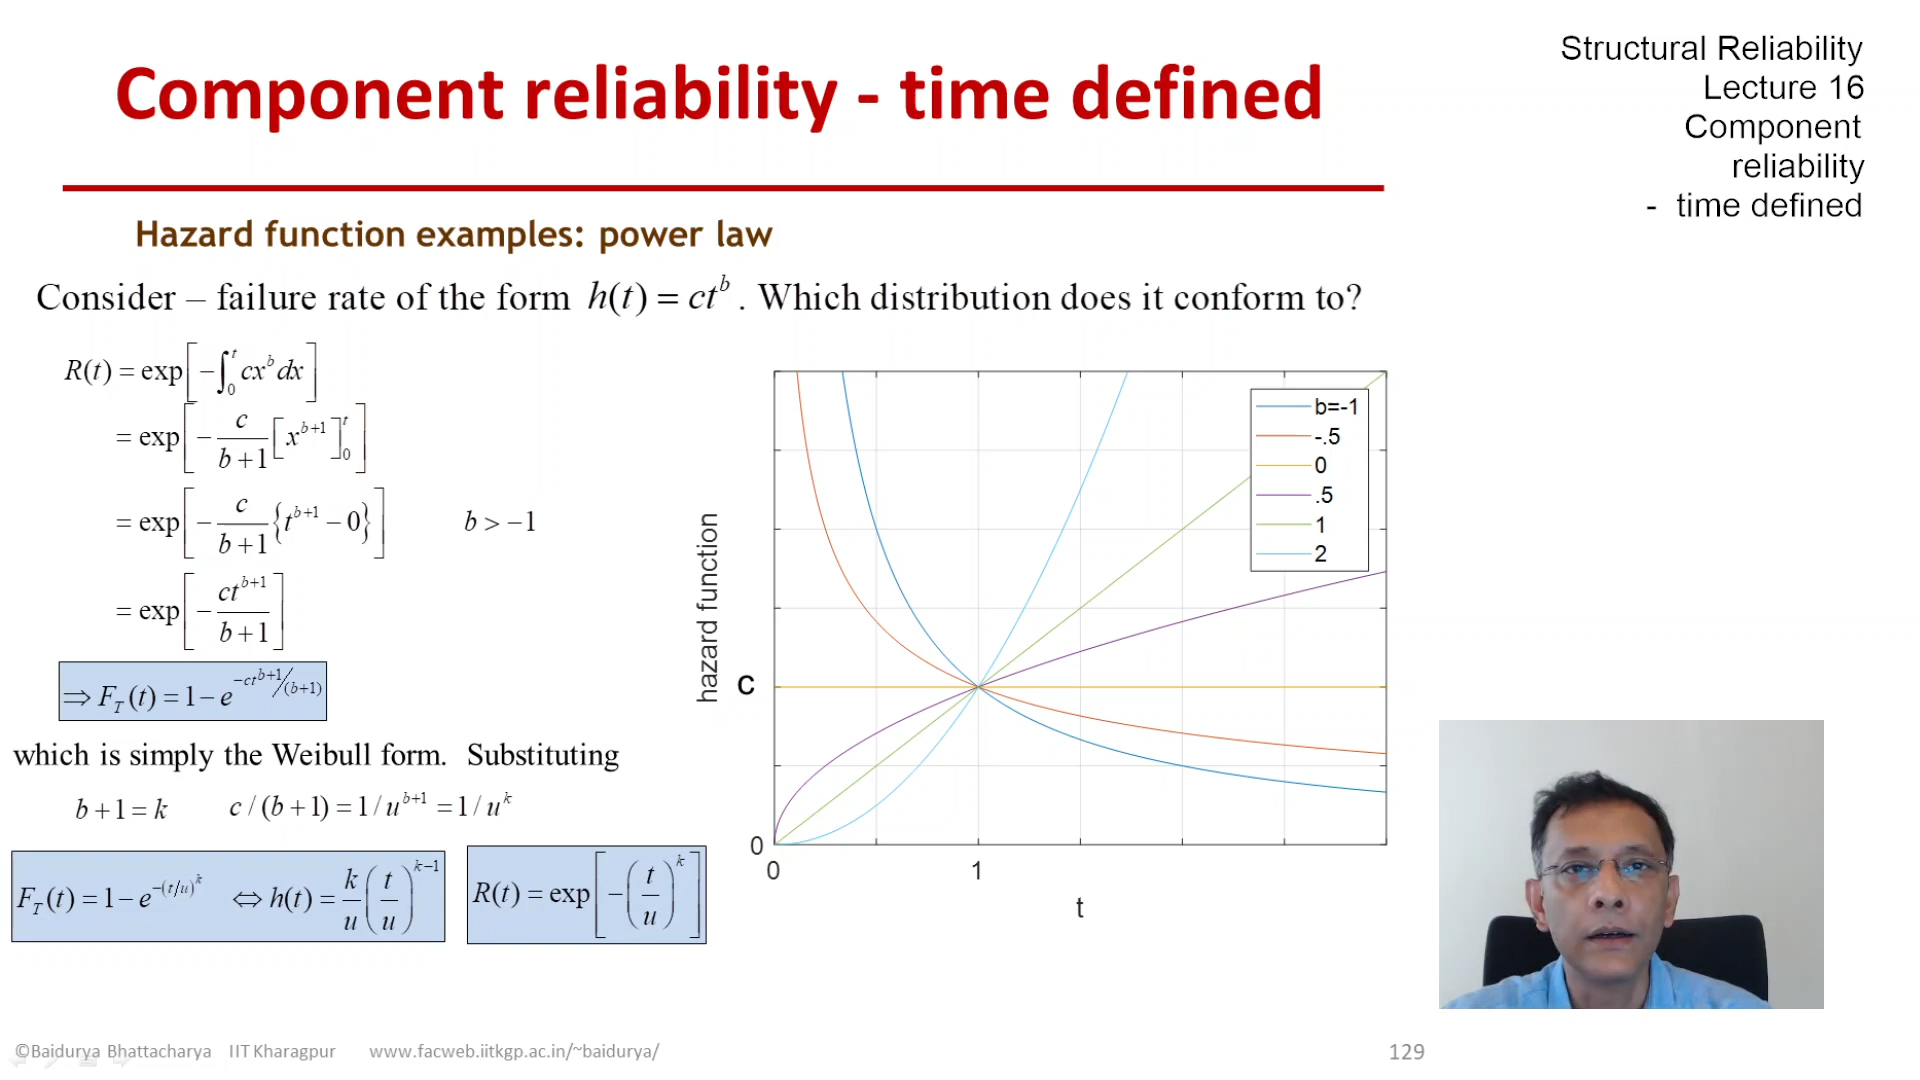 Component reliability - time defined
Structural Reliability
Lecture 16
Component
reliability
- time defined
Hazard function examples: power law
Consider – failure rate of the form h(t) = ct^b . Which distribution does it conform to?
R(t) = exp[−∫_0^t cx^b dx]
= exp[−c/(b+1) [x^{b+1}]_0^t]
= exp[−c/(b+1) {t^{b+1} − 0}] b > −1
= exp[−ct^{b+1}/(b+1)]
⇒ F_T(t) = 1 − e^{−ct^{b+1}/(b+1)}
which is simply the Weibull form. Substituting
b + 1 = k c / (b + 1) = 1 / u^{b+1} = 1 / u^k
F_T(t) = 1 − e^{−(t/u)^k} ⇔ h(t) = k/u (t/u)^{k−1}
R(t) = exp[−(t/u)^k]
b=-1
-.5
0
.5
1
2
hazard function
c
0
0 1
t
©Baidurya Bhattacharya IIT Kharagpur www.facweb.iitkgp.ac.in/~baidurya/ 129